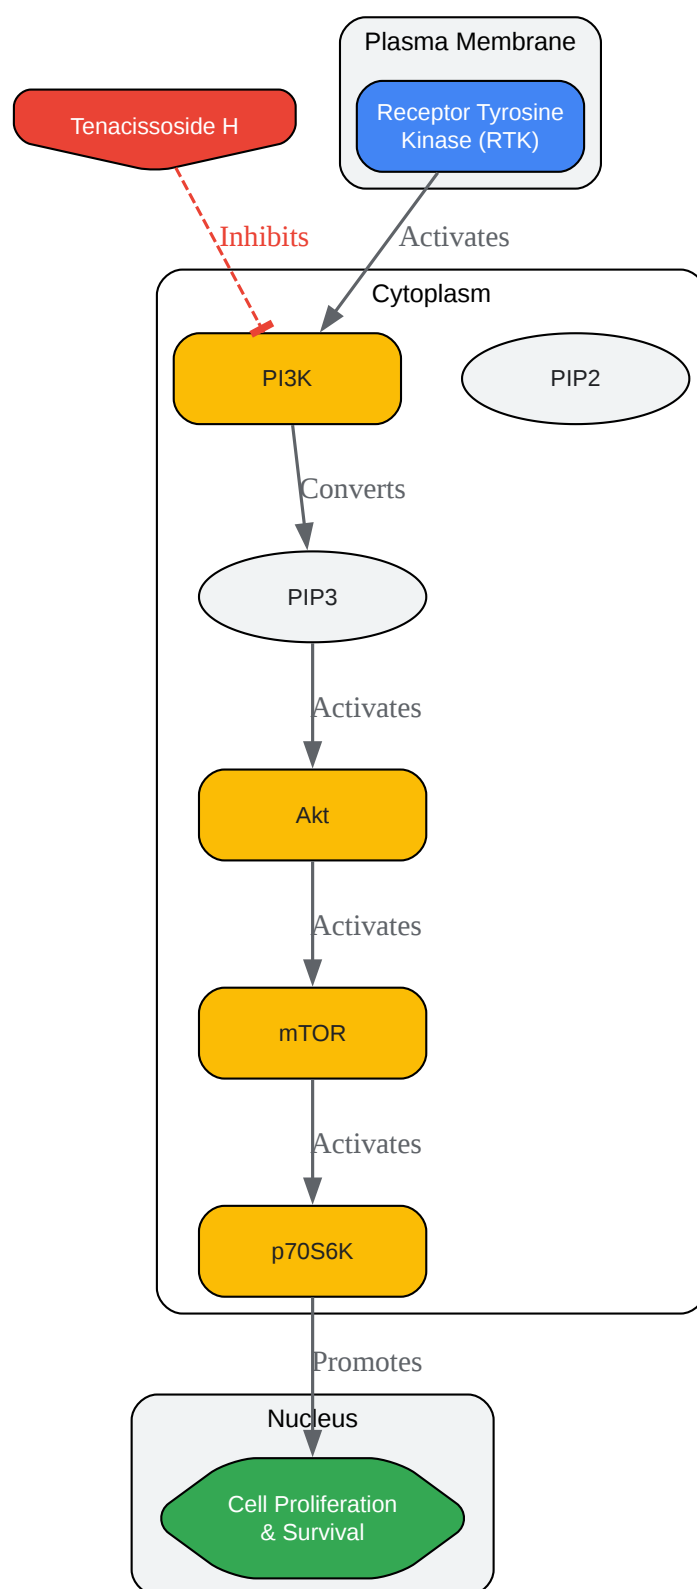 Plasma Membrane
Tenacissoside H
Receptor Tyrosine
Kinase (RTK)
Inhibits
Activates
Cytoplasm
PI3K
PIP2
Converts
PIP3
Activates
Akt
Activates
mTOR
Activates
p70S6K
Promotes
Nucleus
Cell Proliferation
& Survival